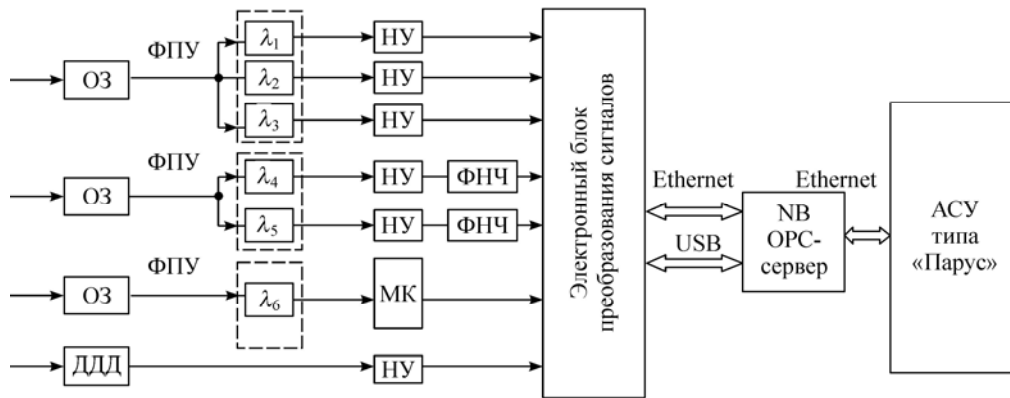 ФПУ
ОЗ
λ₁
НУ
λ₂
НУ
λ₃
НУ
ФПУ
ОЗ
λ₄
НУ
ФНЧ
λ₅
НУ
ФНЧ
ФПУ
ОЗ
λ₆
МК
ДДД
НУ
Электронный блок
преобразования сигналов
Ethernet
USB
NB
OPC-
сервер
Ethernet
АСУ
типа
«Парус»